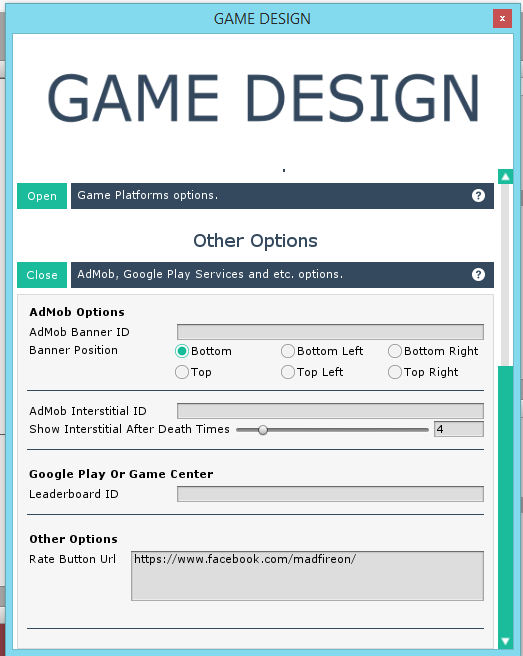 GAME DESIGN
x
GAME DESIGN
Open Game Platforms options. ?
Other Options
Close AdMob, Google Play Services and etc. options. ?
AdMob Options
AdMob Banner ID
Banner Position Bottom Bottom Left Bottom Right
Top Top Left Top Right
AdMob Interstitial ID
Show Interstitial After Death Times 4
Google Play Or Game Center
Leaderboard ID
Other Options
Rate Button Url https://www.facebook.com/madfireon/